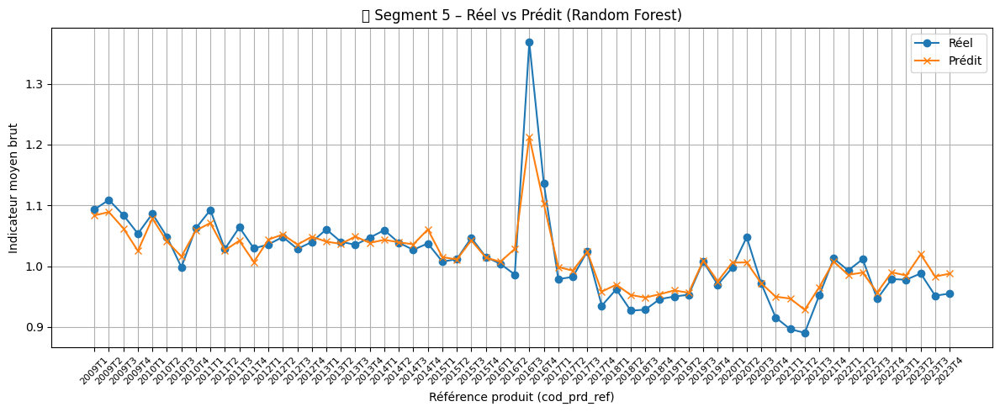 Segment 5 – Réel vs Prédit (Random Forest)
Réel
Prédit
Indicateur moyen brut
1.3
1.2
1.1
1.0
0.9
2009T1
2009T2
2009T3
2009T4
2010T1
2010T2
2010T3
2010T4
2011T1
2011T2
2011T3
2011T4
2012T1
2012T2
2012T3
2012T4
2013T1
2013T2
2013T3
2013T4
2014T1
2014T2
2014T3
2014T4
2015T1
2015T2
2015T3
2015T4
2016T1
2016T2
2016T3
2016T4
2017T1
2017T2
2017T3
2017T4
2018T1
2018T2
2018T3
2018T4
2019T1
2019T2
2019T3
2019T4
2020T1
2020T2
2020T3
2020T4
2021T1
2021T2
2021T3
2021T4
2022T1
2022T2
2022T3
2022T4
2023T1
2023T2
2023T3
2023T4
Référence produit (cod_prd_ref)